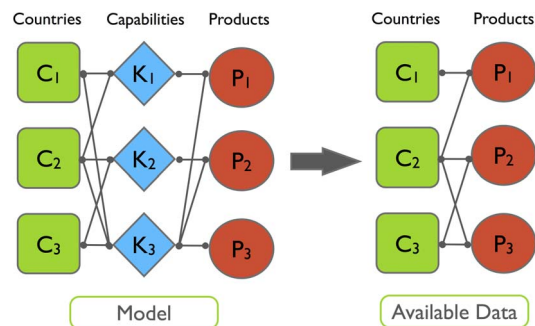 Countries Capabilities Products Countries Products
C1 K1 P1 C1 P1
C2 K2 P2 C2 P2
C3 K3 P3 C3 P3
Model Available Data